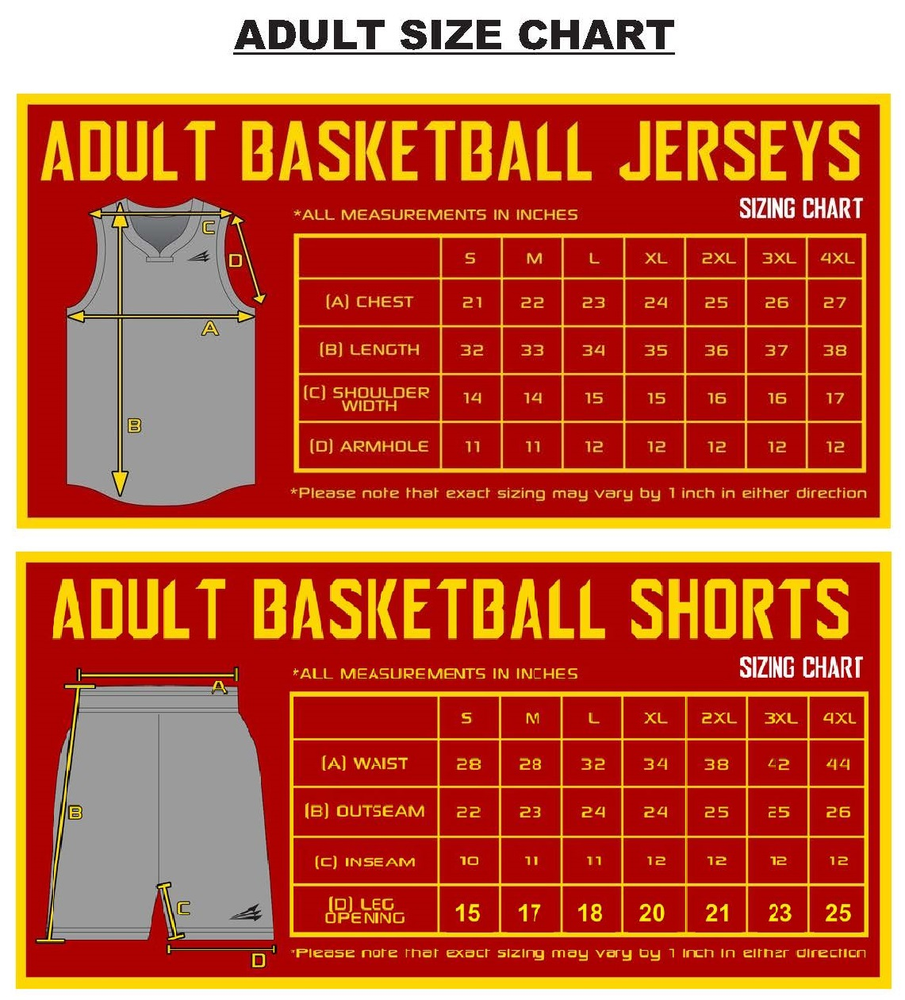 ADULT SIZE CHART
ADULT BASKETBALL JERSEYS
SIZING CHART
*ALL MEASUREMENTS IN INCHES
S M L XL 2XL 3XL 4XL
(A) CHEST 21 22 23 24 25 26 27
(B) LENGTH 32 33 34 35 36 37 38
(C) SHOULDER
WIDTH 14 14 15 15 16 16 17
(D) ARMHOLE 11 11 12 12 12 12 12
*Please note that exact sizing may vary by 1 inch in either direction
C
D
A
B
ADULT BASKETBALL SHORTS
SIZING CHART
*ALL MEASUREMENTS IN INCHES
S M L XL 2XL 3XL 4XL
(A) WAIST 28 28 32 34 38 42 44
(B) OUTSEAM 22 23 24 24 25 25 26
(C) INSEAM 10 11 11 12 12 12 12
(D) LEG
OPENING 15 17 18 20 21 23 25
*Please note that exact sizing may vary by 1 inch in either direction
A
B
C
D